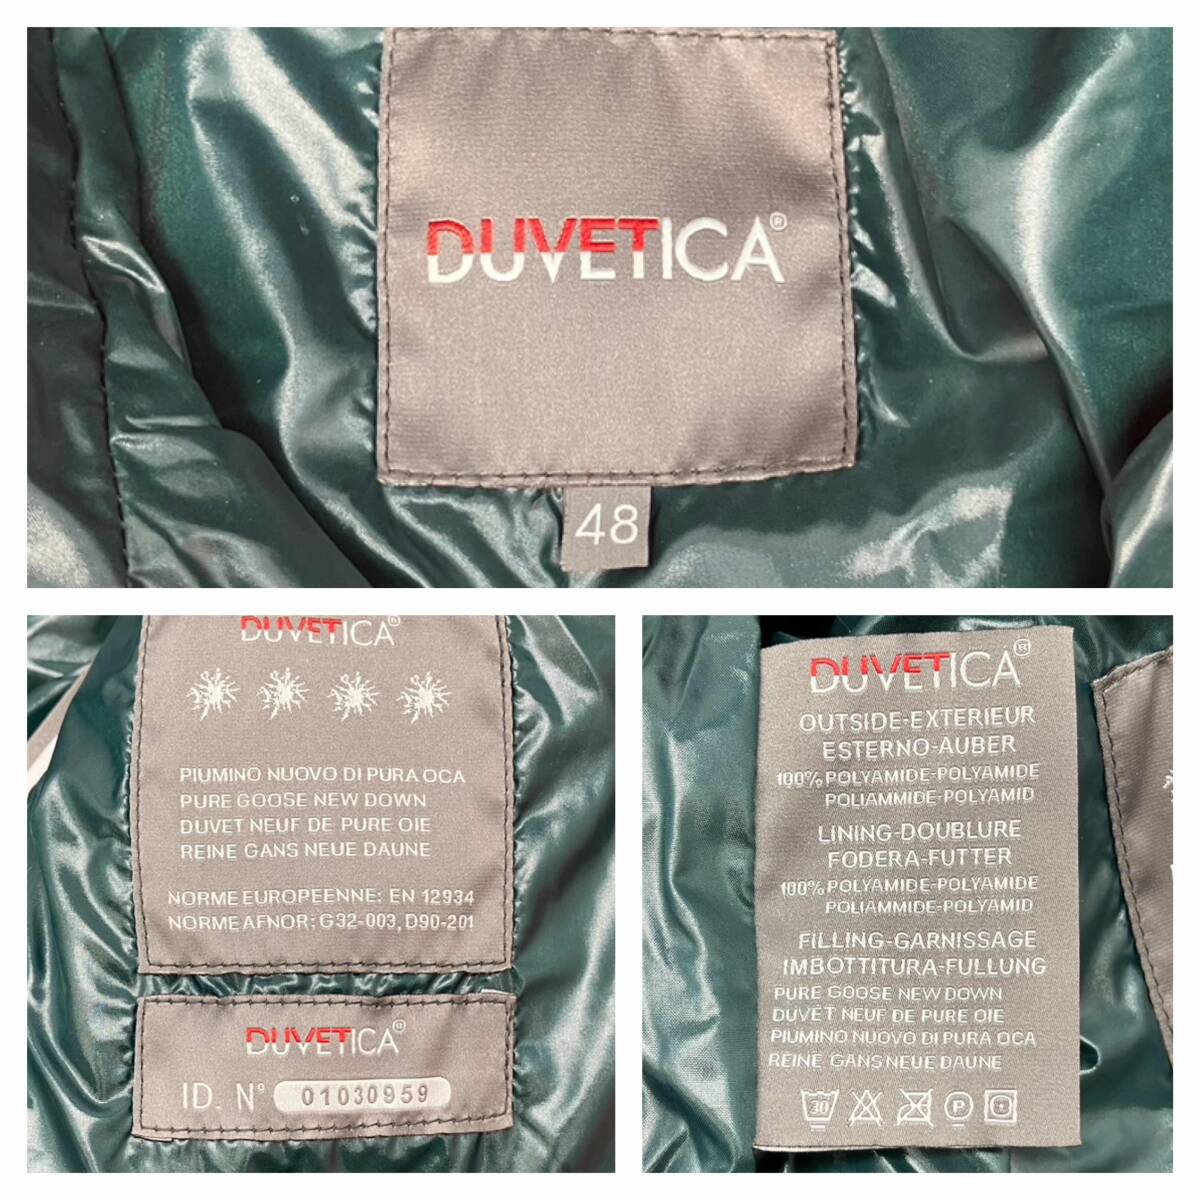 DUVETICA®
48
DUVETICA®
PIUMINO NUOVO DI PURA OCA
PURE GOOSE NEW DOWN
DUVET NEUF DE PURE OIE
REINE GANS NEUE DAUNE
NORME EUROPEENNE: EN 12934
NORME AFNOR: G32-003, D90-201
DUVETICA®
ID. N° 01030959
DUVETICA®
OUTSIDE-EXTERIEUR
ESTERNO-AUBER
100% POLYAMIDE-POLYAMIDE
POLIAMMIDE-POLYAMID
LINING-DOUBLURE
FODERA-FUTTER
100% POLYAMIDE-POLYAMIDE
POLIAMMIDE-POLYAMID
FILLING-GARNISSAGE
IMBOTTITURA-FULLUNG
PURE GOOSE NEW DOWN
DUVET NEUF DE PURE OIE
PIUMINO NUOVO DI PURA OCA
REINE GANS NEUE DAUNE
30 P